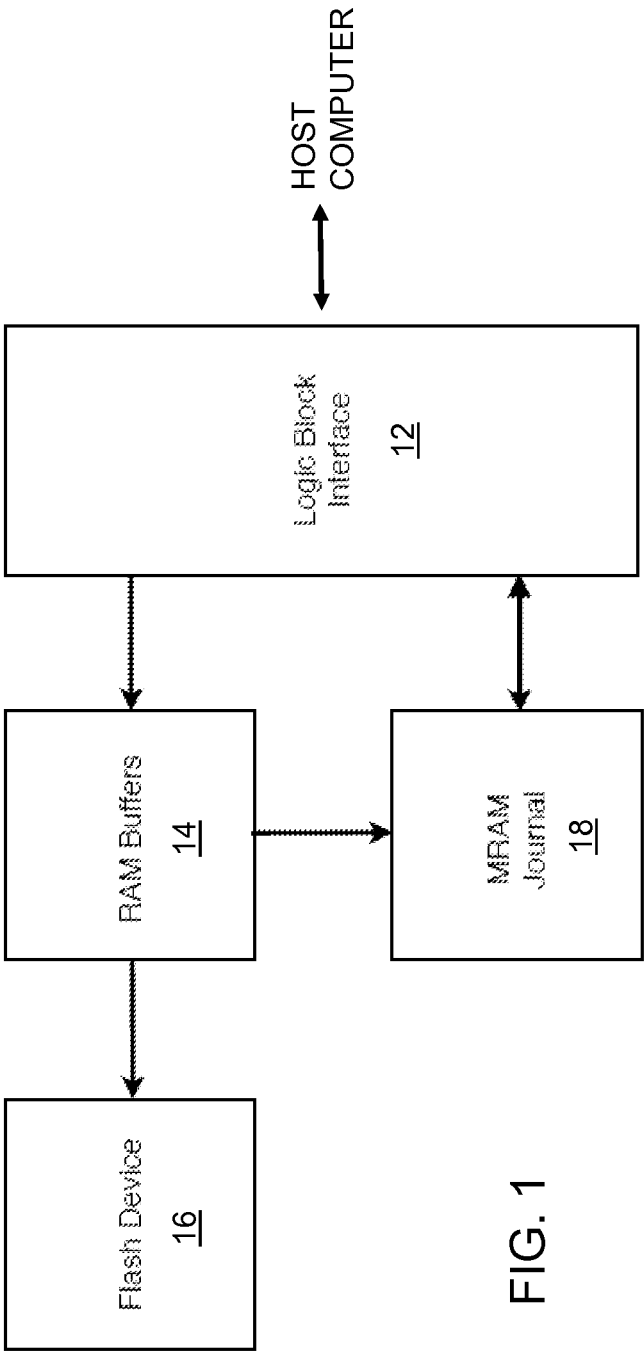 HOST
COMPUTER
Logic Block
Interface
12
RAM Buffers
14
MRAM
Journal
18
Flash Device
16
FIG. 1